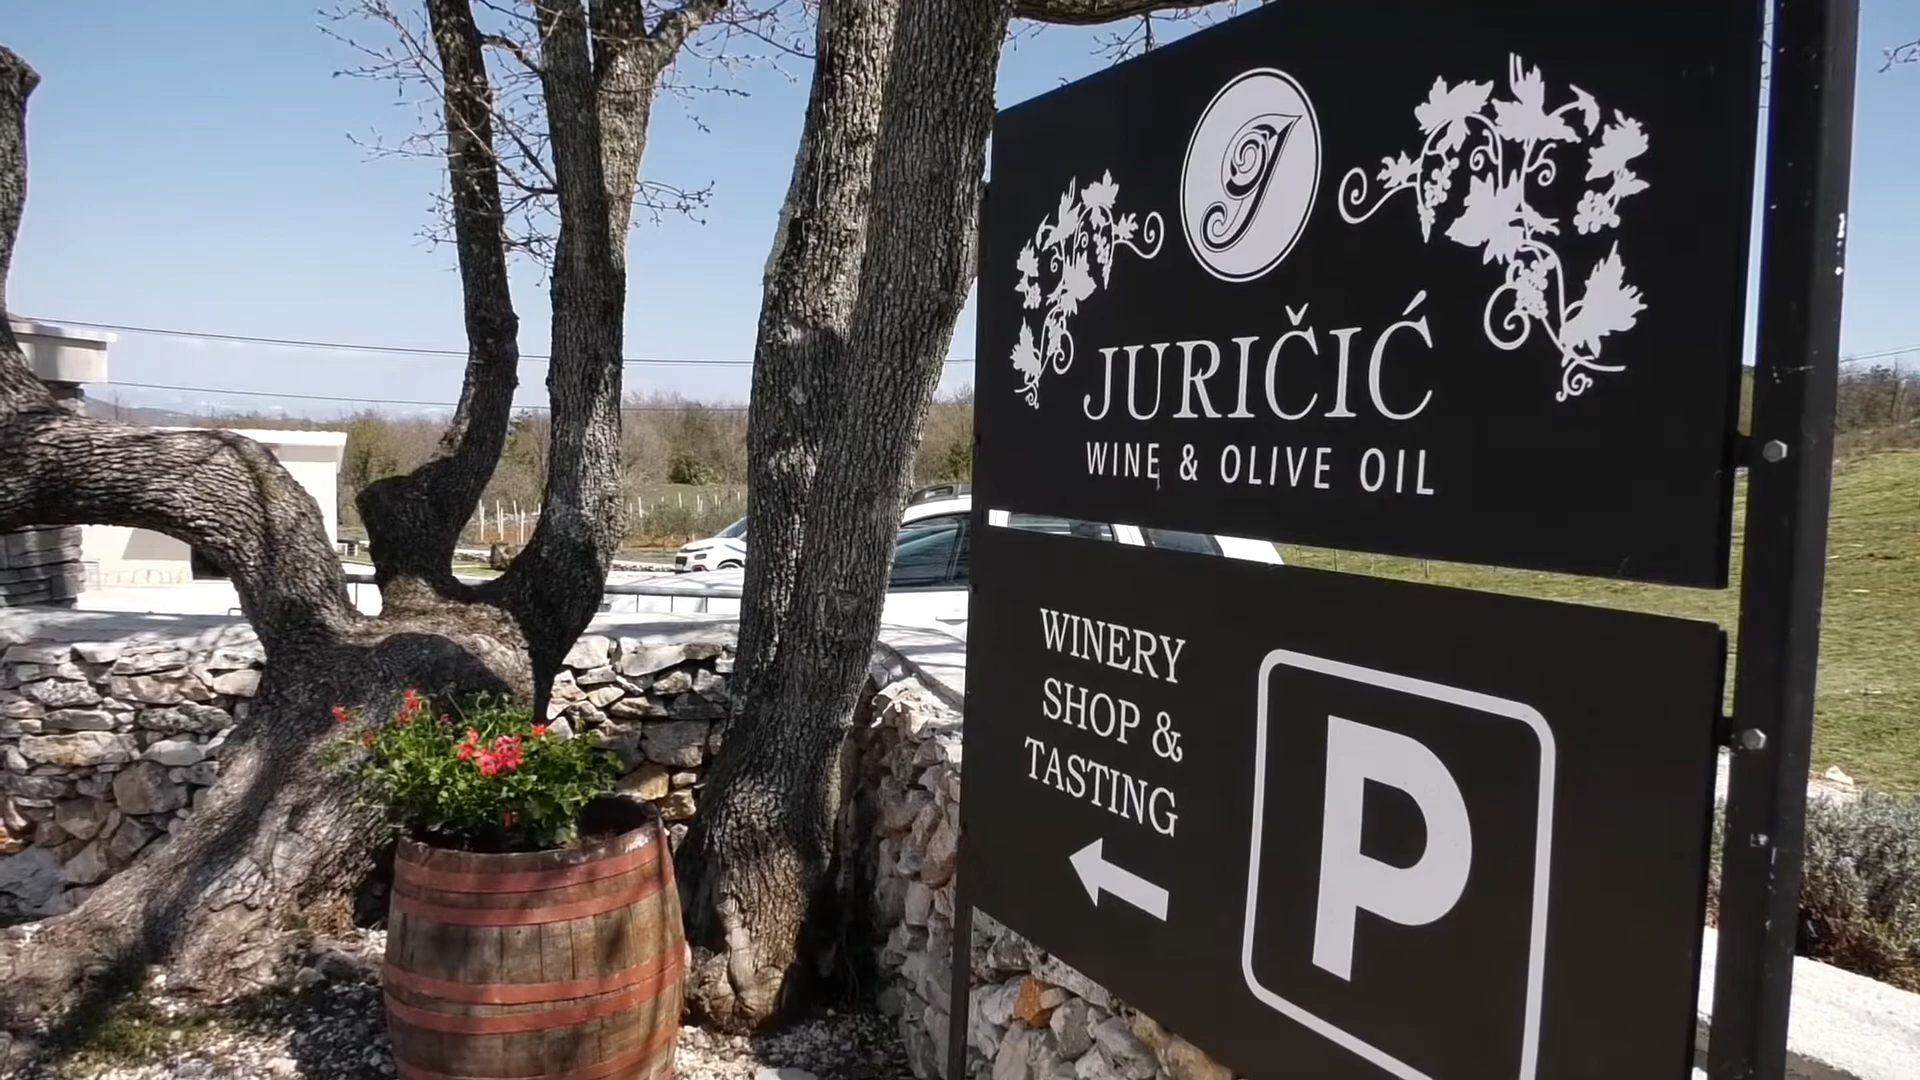 J
JURIČIĆ
WINE & OLIVE OIL
WINERY
SHOP &
TASTING
P